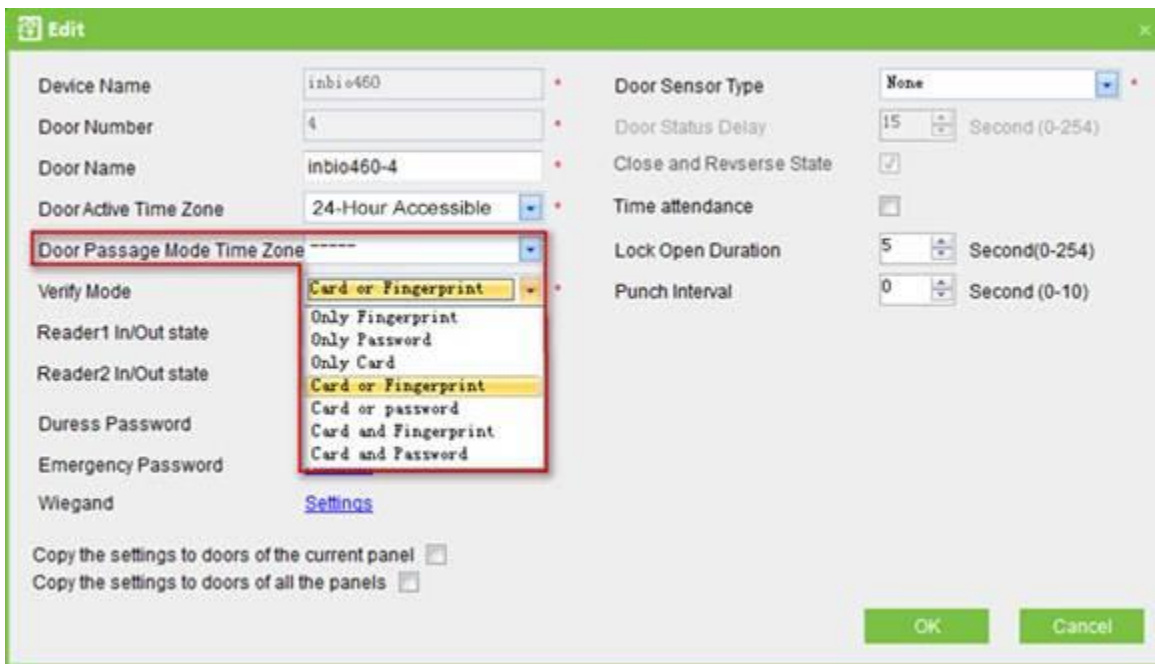 Edit
Device Name inbio460 * Door Sensor Type None *
Door Number 4 * Door Status Delay 15 Second (0-254)
Door Name inbio460-4 * Close and Revserse State
Door Active Time Zone 24-Hour Accessible * Time attendance
Door Passage Mode Time Zone ----- Lock Open Duration 5 Second(0-254)
Verify Mode Card or Fingerprint * Punch Interval 0 Second (0-10)
Only Fingerprint
Reader1 In/Out state Only Password
Only Card
Reader2 In/Out state Card or Fingerprint
Card or password
Duress Password Card and Fingerprint
Card and Password
Emergency Password
Wiegand Settings
Copy the settings to doors of the current panel
Copy the settings to doors of all the panels
OK Cancel